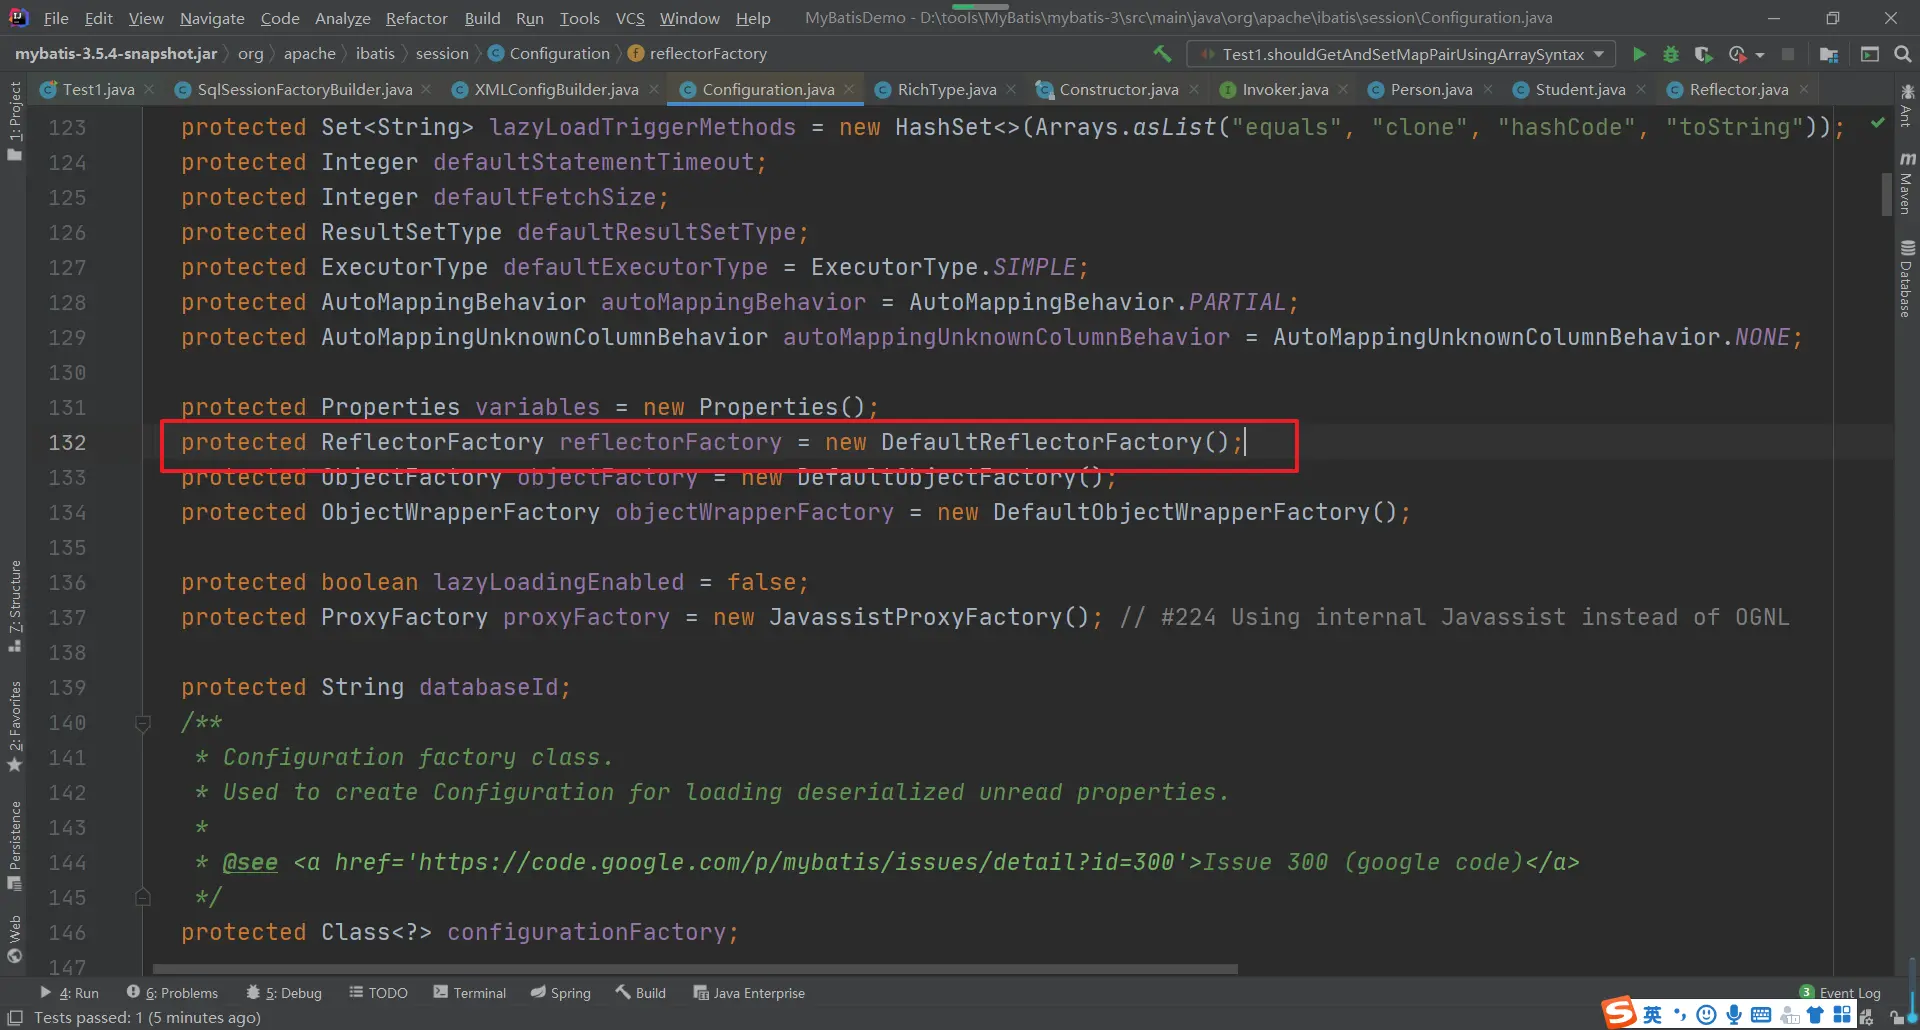 File Edit View Navigate Code Analyze Refactor Build Run Tools VCS Window Help MyBatisDemo - D:\tools\MyBatis\mybatis-3\src\main\java\org\apache\ibatis\session\Configuration.java
mybatis-3.5.4-snapshot.jar org apache ibatis session Configuration reflectorFactory Test1.shouldGetAndSetMapPairUsingArraySyntax
Test1.java SqlSessionFactoryBuilder.java XMLConfigBuilder.java Configuration.java RichType.java Constructor.java Invoker.java Person.java Student.java Reflector.java
123 protected Set<String> lazyLoadTriggerMethods = new HashSet<>(Arrays.asList("equals", "clone", "hashCode", "toString"));
124 protected Integer defaultStatementTimeout;
125 protected Integer defaultFetchSize;
126 protected ResultSetType defaultResultSetType;
127 protected ExecutorType defaultExecutorType = ExecutorType.SIMPLE;
128 protected AutoMappingBehavior autoMappingBehavior = AutoMappingBehavior.PARTIAL;
129 protected AutoMappingUnknownColumnBehavior autoMappingUnknownColumnBehavior = AutoMappingUnknownColumnBehavior.NONE;
130
131 protected Properties variables = new Properties();
132 protected ReflectorFactory reflectorFactory = new DefaultReflectorFactory();
133 protected ObjectFactory objectFactory = new DefaultObjectFactory();
134 protected ObjectWrapperFactory objectWrapperFactory = new DefaultObjectWrapperFactory();
135
136 protected boolean lazyLoadingEnabled = false;
137 protected ProxyFactory proxyFactory = new JavassistProxyFactory(); // #224 Using internal Javassist instead of OGNL
138
139 protected String databaseId;
140 /**
141 * Configuration factory class.
142 * Used to create Configuration for loading deserialized unread properties.
143 *
144 * @see <a href='https://code.google.com/p/mybatis/issues/detail?id=300'>Issue 300 (google code)</a>
145 */
146 protected Class<?> configurationFactory;
147
1: Project
7: Structure
2: Favorites
Persistence
Web
Ant
m Maven
Database
4: Run 6: Problems 5: Debug TODO Terminal Spring Build Java Enterprise 3 Event Log
Tests passed: 1 (5 minutes ago)
S 英